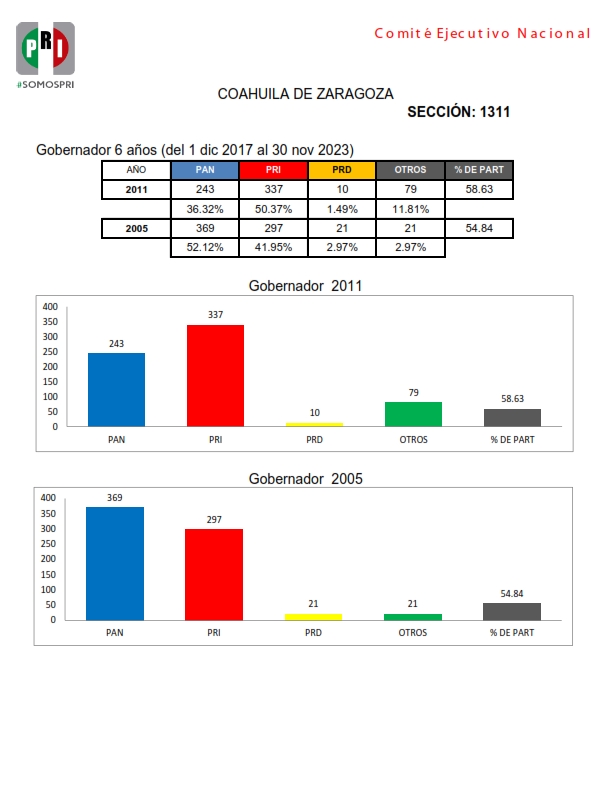 Comité Ejecutivo Nacional
PRI
#SOMOSPRI
COAHUILA DE ZARAGOZA
SECCIÓN: 1311
Gobernador 6 años (del 1 dic 2017 al 30 nov 2023)
AÑO PAN PRI PRD OTROS % DE PART
2011 243 337 10 79 58.63
36.32% 50.37% 1.49% 11.81%
2005 369 297 21 21 54.84
52.12% 41.95% 2.97% 2.97%
Gobernador 2011
400
350
300
250
200
150
100
50
0
243
337
10
79
58.63
PAN PRI PRD OTROS % DE PART
Gobernador 2005
400
350
300
250
200
150
100
50
0
369
297
21
21
54.84
PAN PRI PRD OTROS % DE PART